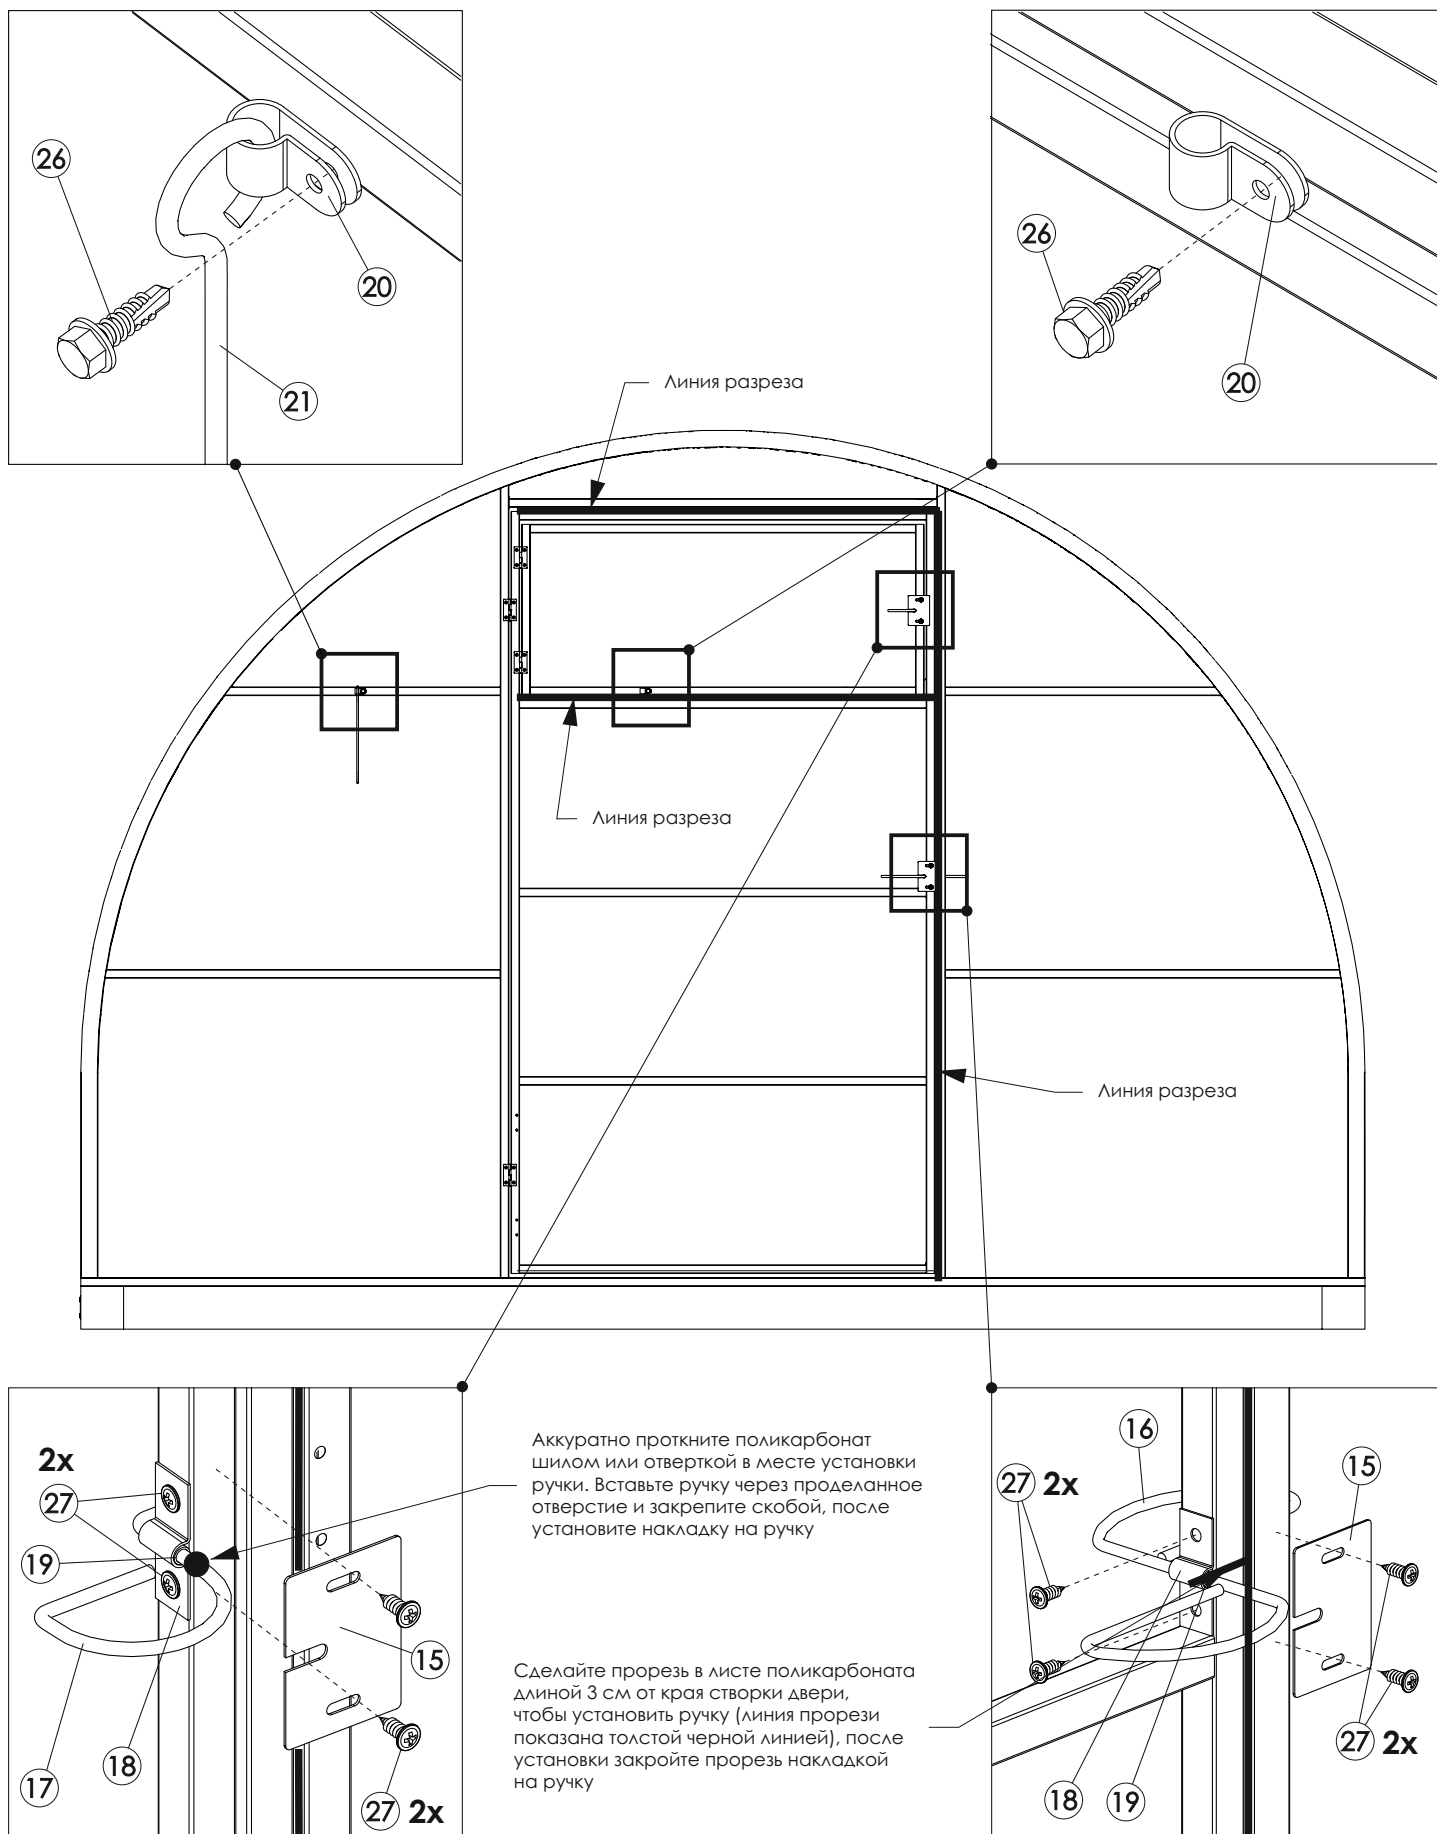 26
20
21
26
20
Линия разреза
Линия разреза
Линия разреза
2x
27
19
17
18
15
27 2x
Аккуратно проткните поликарбонат
шилом или отверткой в месте установки
ручки. Вставьте ручку через проделанное
отверстие и закрепите скобой, после
установите накладку на ручку
Сделайте прорезь в листе поликарбоната
длиной 3 см от края створки двери,
чтобы установить ручку (линия прорези
показана толстой черной линией), после
установки закройте прорезь накладкой
на ручку
16
15
27 2x
27 2x
18
19